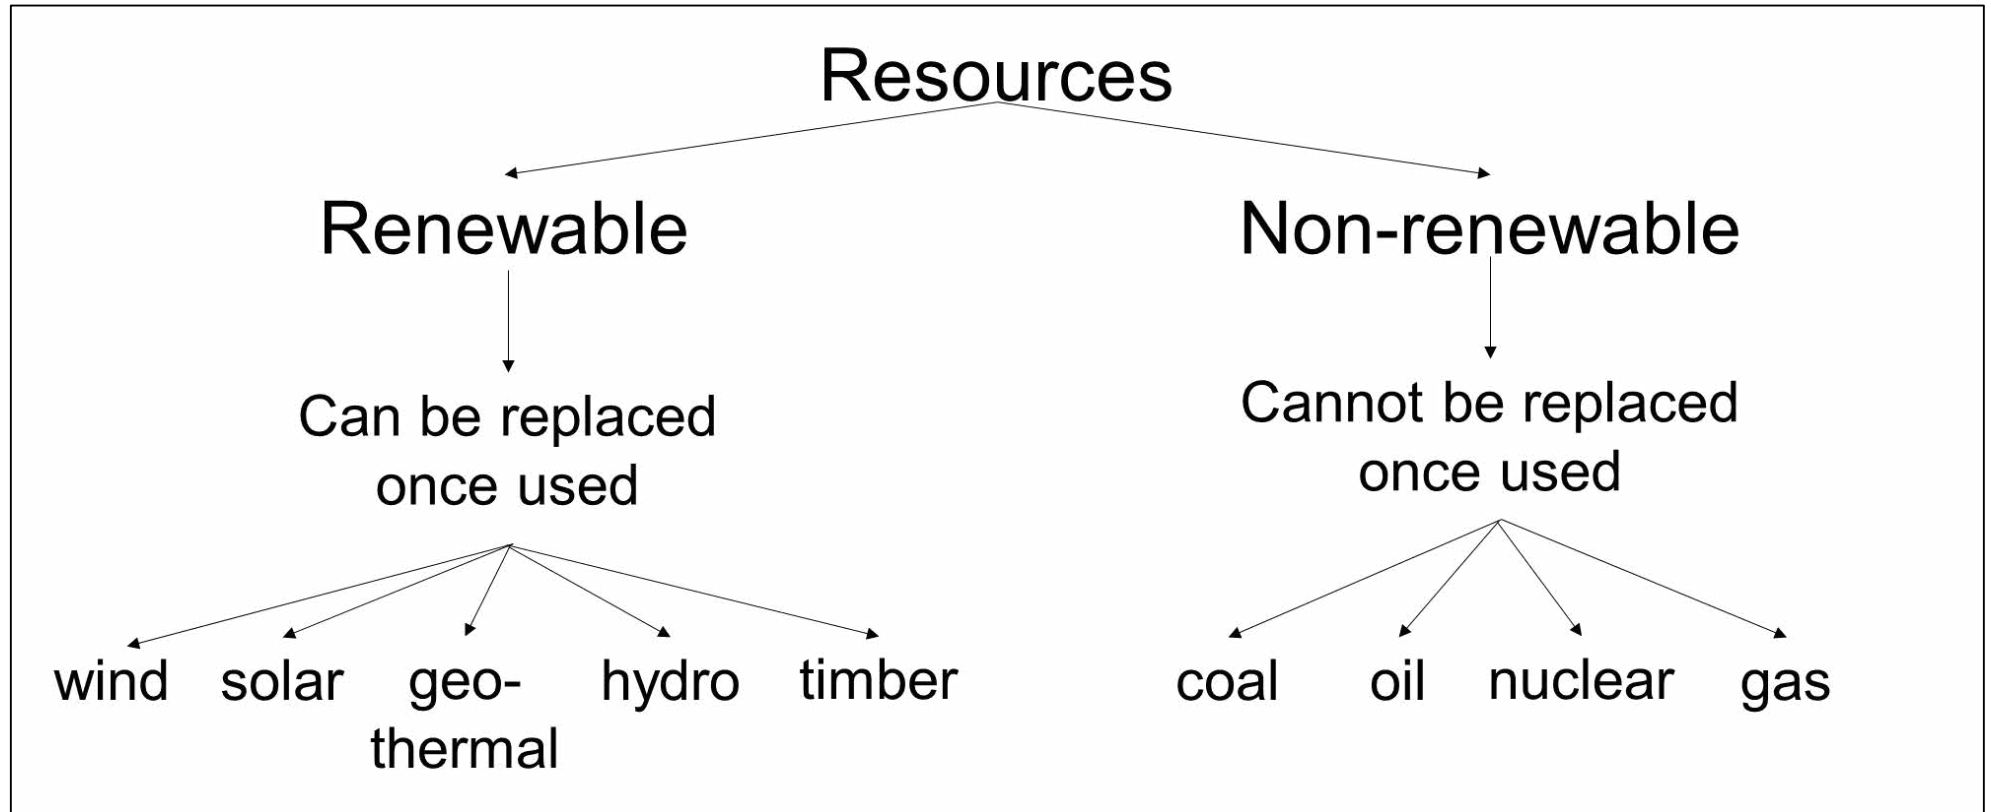 Resources
Renewable
Non-renewable
Can be replaced
once used
Cannot be replaced
once used
wind
solar
geo-
thermal
hydro
timber
coal
oil
nuclear
gas